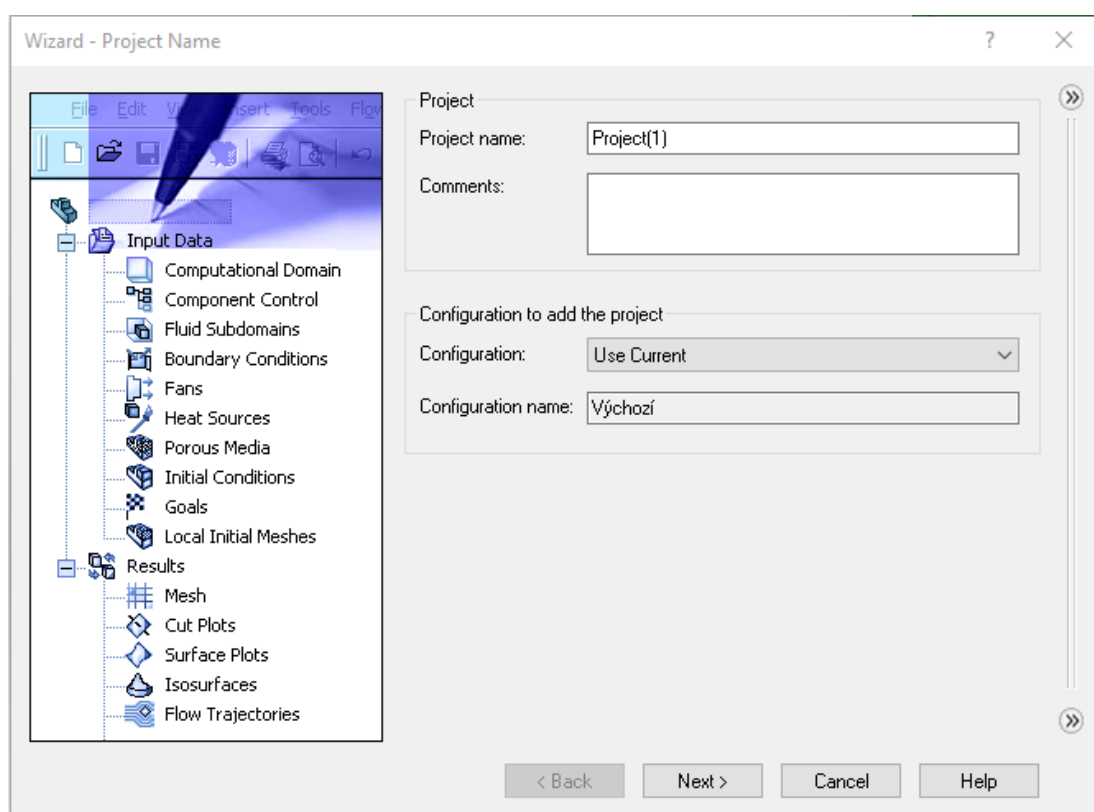 Wizard - Project Name
?
File Edit View Insert Tools Flow
Input Data
Computational Domain
Component Control
Fluid Subdomains
Boundary Conditions
Fans
Heat Sources
Porous Media
Initial Conditions
Goals
Local Initial Meshes
Results
Mesh
Cut Plots
Surface Plots
Isosurfaces
Flow Trajectories
Project
Project name: Project(1)
Comments:
Configuration to add the project
Configuration: Use Current
Configuration name: Výchozí
< Back Next > Cancel Help